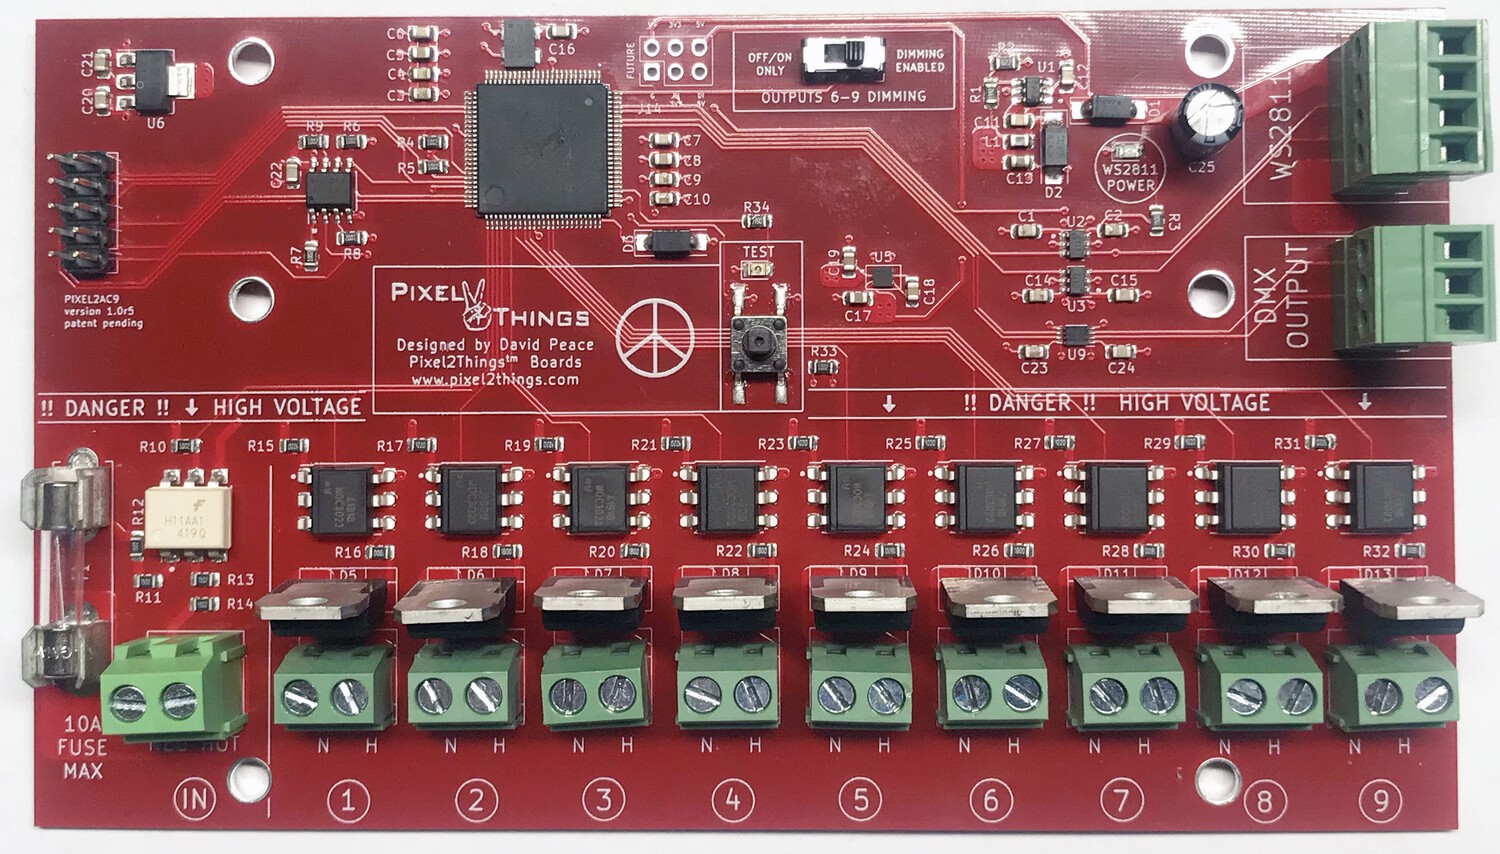 C21
C20
U6
C6
C5
C4
C3
C16
FUTURE
3V3
5V
J14
OFF/ON
ONLY
DIMMING
ENABLED
OUTPUTS 6-9 DIMMING
U1
R1
C12
D1
C11
L1
C13
D2
WS2811
POWER
C25
WS2811
R9
R6
R4
R5
C22
R7
R8
C7
C8
C9
C10
R34
TEST
C19
U5
C18
C17
C1
U2
C2
R3
C14
C15
U3
U9
C23
C24
DMX
OUTPUT
PIXEL2AC9
version 1.0r5
patent pending
PIXEL
THINGS
Designed by David Peace
Pixel2Things™ Boards
www.pixel2things.com
R33
!! DANGER !! ↓ HIGH VOLTAGE
↓ !! DANGER !! HIGH VOLTAGE ↓
R10
R15
R17
R19
R21
R23
R25
R27
R29
R31
R12
H11AA1
419Q
R16
R18
R20
R22
R24
R26
R28
R30
R32
R11
R13
R14
D5
D6
D7
D8
D9
D10
D11
D12
D13
10A
FUSE
MAX
N H
N H
N H
N H
N H
N H
N H
N H
N H
IN
1
2
3
4
5
6
7
8
9